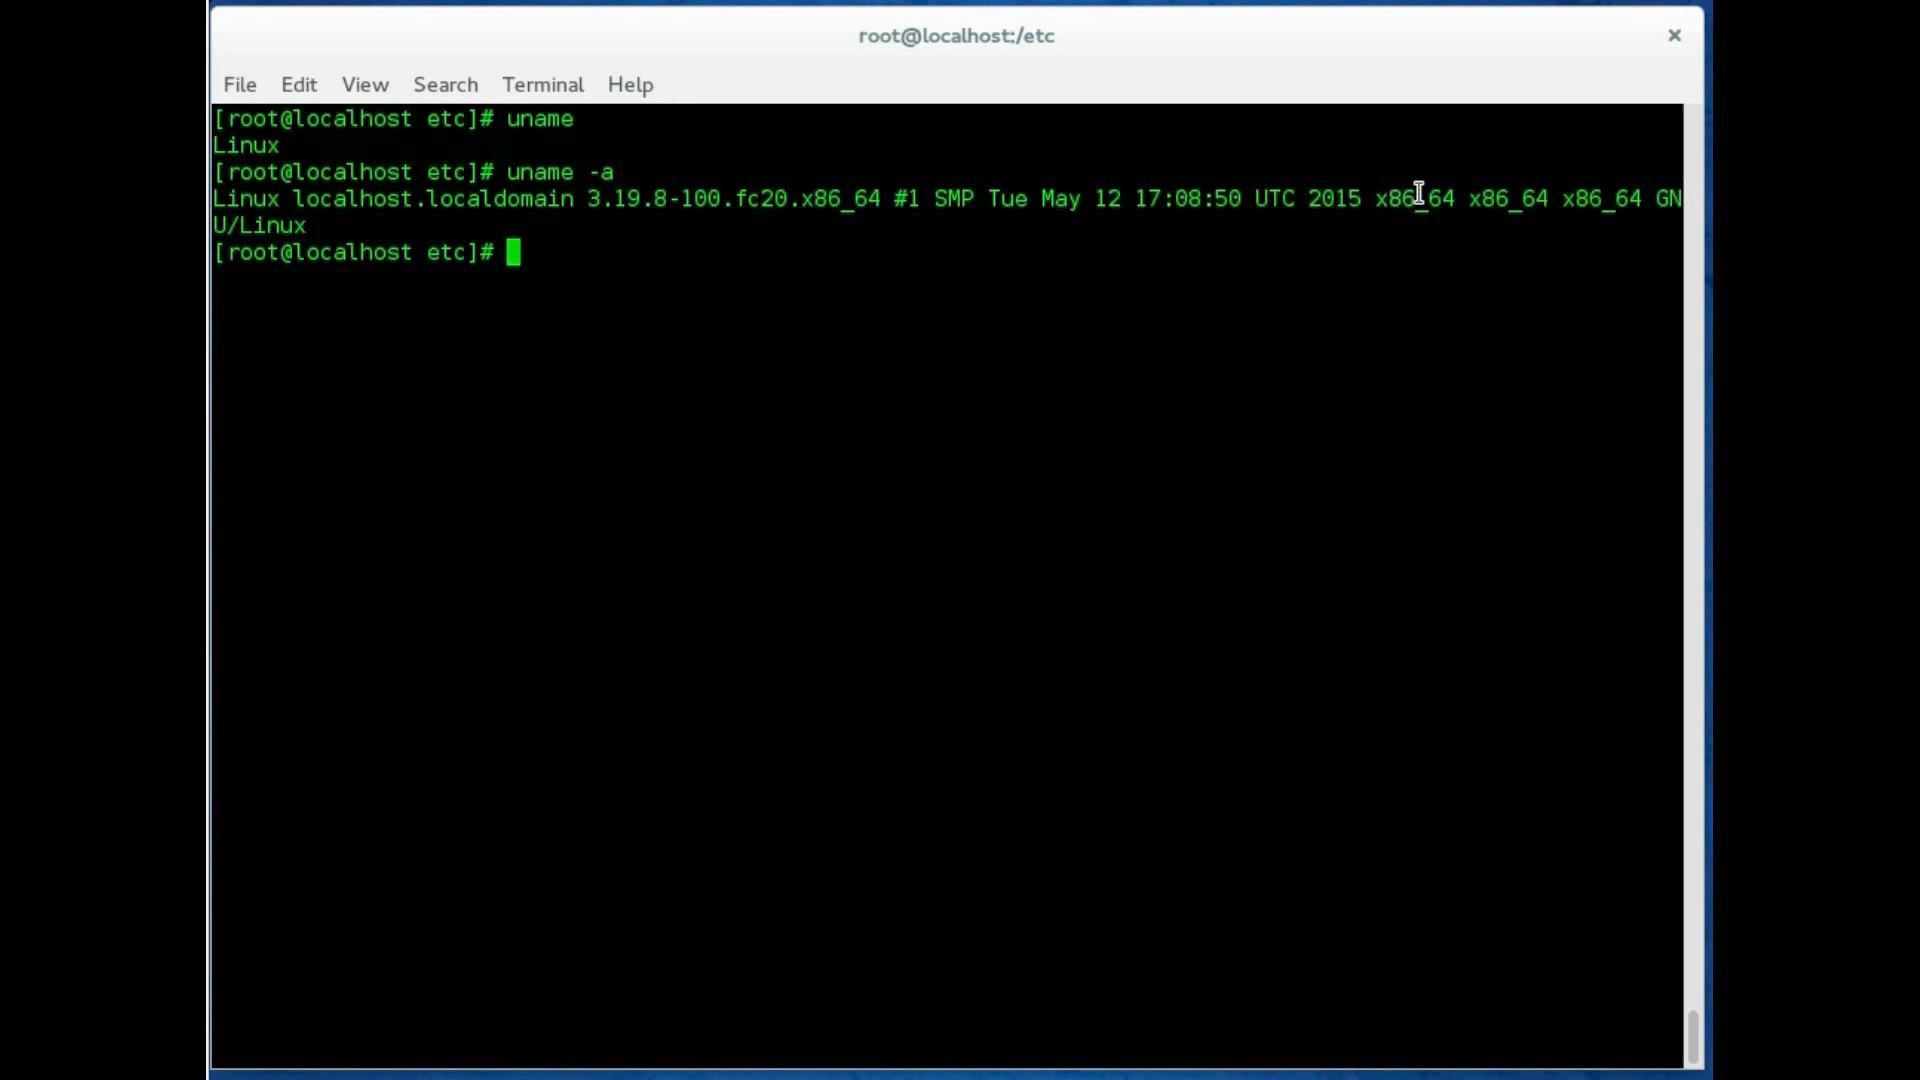 root@localhost:/etc ×
File Edit View Search Terminal Help
[root@localhost etc]# uname
Linux
[root@localhost etc]# uname -a
Linux localhost.localdomain 3.19.8-100.fc20.x86_64 #1 SMP Tue May 12 17:08:50 UTC 2015 x86_64 x86_64 x86_64 GN
U/Linux
[root@localhost etc]#